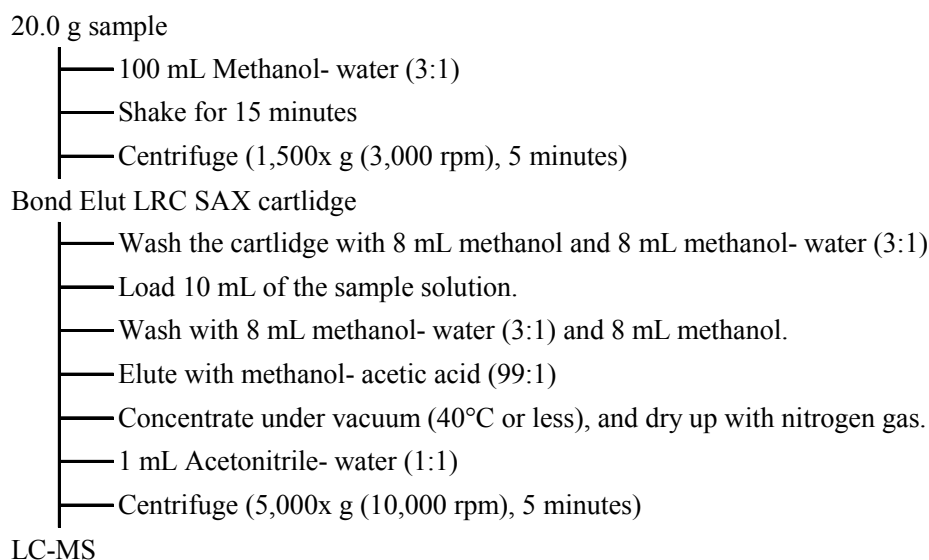 20.0 g sample
100 mL Methanol- water (3:1)
Shake for 15 minutes
Centrifuge (1,500x g (3,000 rpm), 5 minutes)
Bond Elut LRC SAX cartlidge
Wash the cartlidge with 8 mL methanol and 8 mL methanol- water (3:1)
Load 10 mL of the sample solution.
Wash with 8 mL methanol- water (3:1) and 8 mL methanol.
Elute with methanol- acetic acid (99:1)
Concentrate under vacuum (40°C or less), and dry up with nitrogen gas.
1 mL Acetonitrile- water (1:1)
Centrifuge (5,000x g (10,000 rpm), 5 minutes)
LC-MS